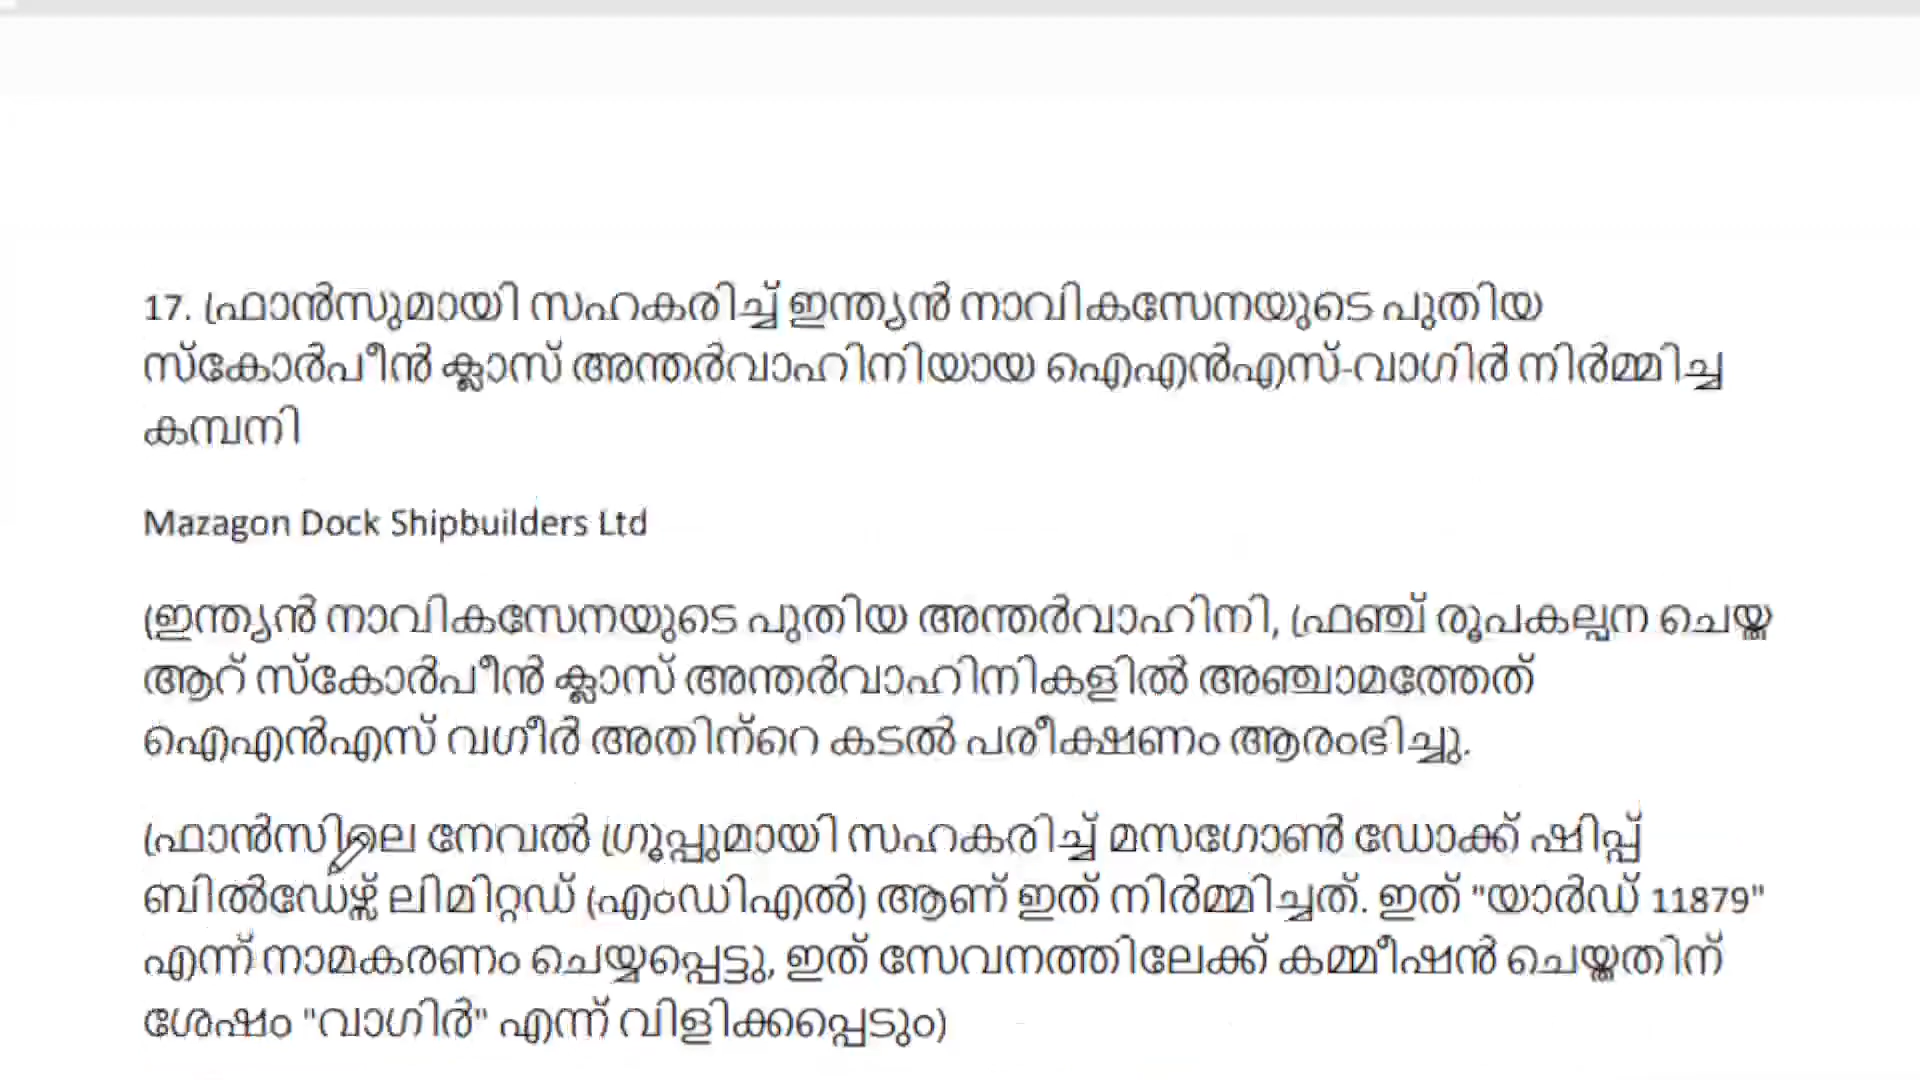 17. ഫ്രാൻസുമായി സഹകരിച്ച് ഇന്ത്യൻ നാവികസേനയുടെ പുതിയ
സ്കോർപീൻ ക്ലാസ് അന്തർവാഹിനിയായ ഐഎൻഎസ്-വാഗിർ നിർമ്മിച്ച
കമ്പനി
Mazagon Dock Shipbuilders Ltd
(ഇന്ത്യൻ നാവികസേനയുടെ പുതിയ അന്തർവാഹിനി, ഫ്രഞ്ച് രൂപകല്പന ചെയ്ത
ആറ് സ്കോർപീൻ ക്ലാസ് അന്തർവാഹിനികളിൽ അഞ്ചാമത്തേത്
ഐഎൻഎസ് വഗീർ അതിന്റെ കടൽ പരീക്ഷണം ആരംഭിച്ചു.
ഫ്രാൻസിലെ നേവൽ ഗ്രൂപ്പുമായി സഹകരിച്ച് മസഗോൺ ഡോക്ക് ഷിപ്പ്
ബിൽഡേഴ്സ് ലിമിറ്റഡ് (എംഡിഎൽ) ആണ് ഇത് നിർമ്മിച്ചത്. ഇത് "യാർഡ് 11879"
എന്ന് നാമകരണം ചെയ്യപ്പെട്ടു, ഇത് സേവനത്തിലേക്ക് കമ്മീഷൻ ചെയ്തതിന്
ശേഷം "വാഗിർ" എന്ന് വിളിക്കപ്പെടും)